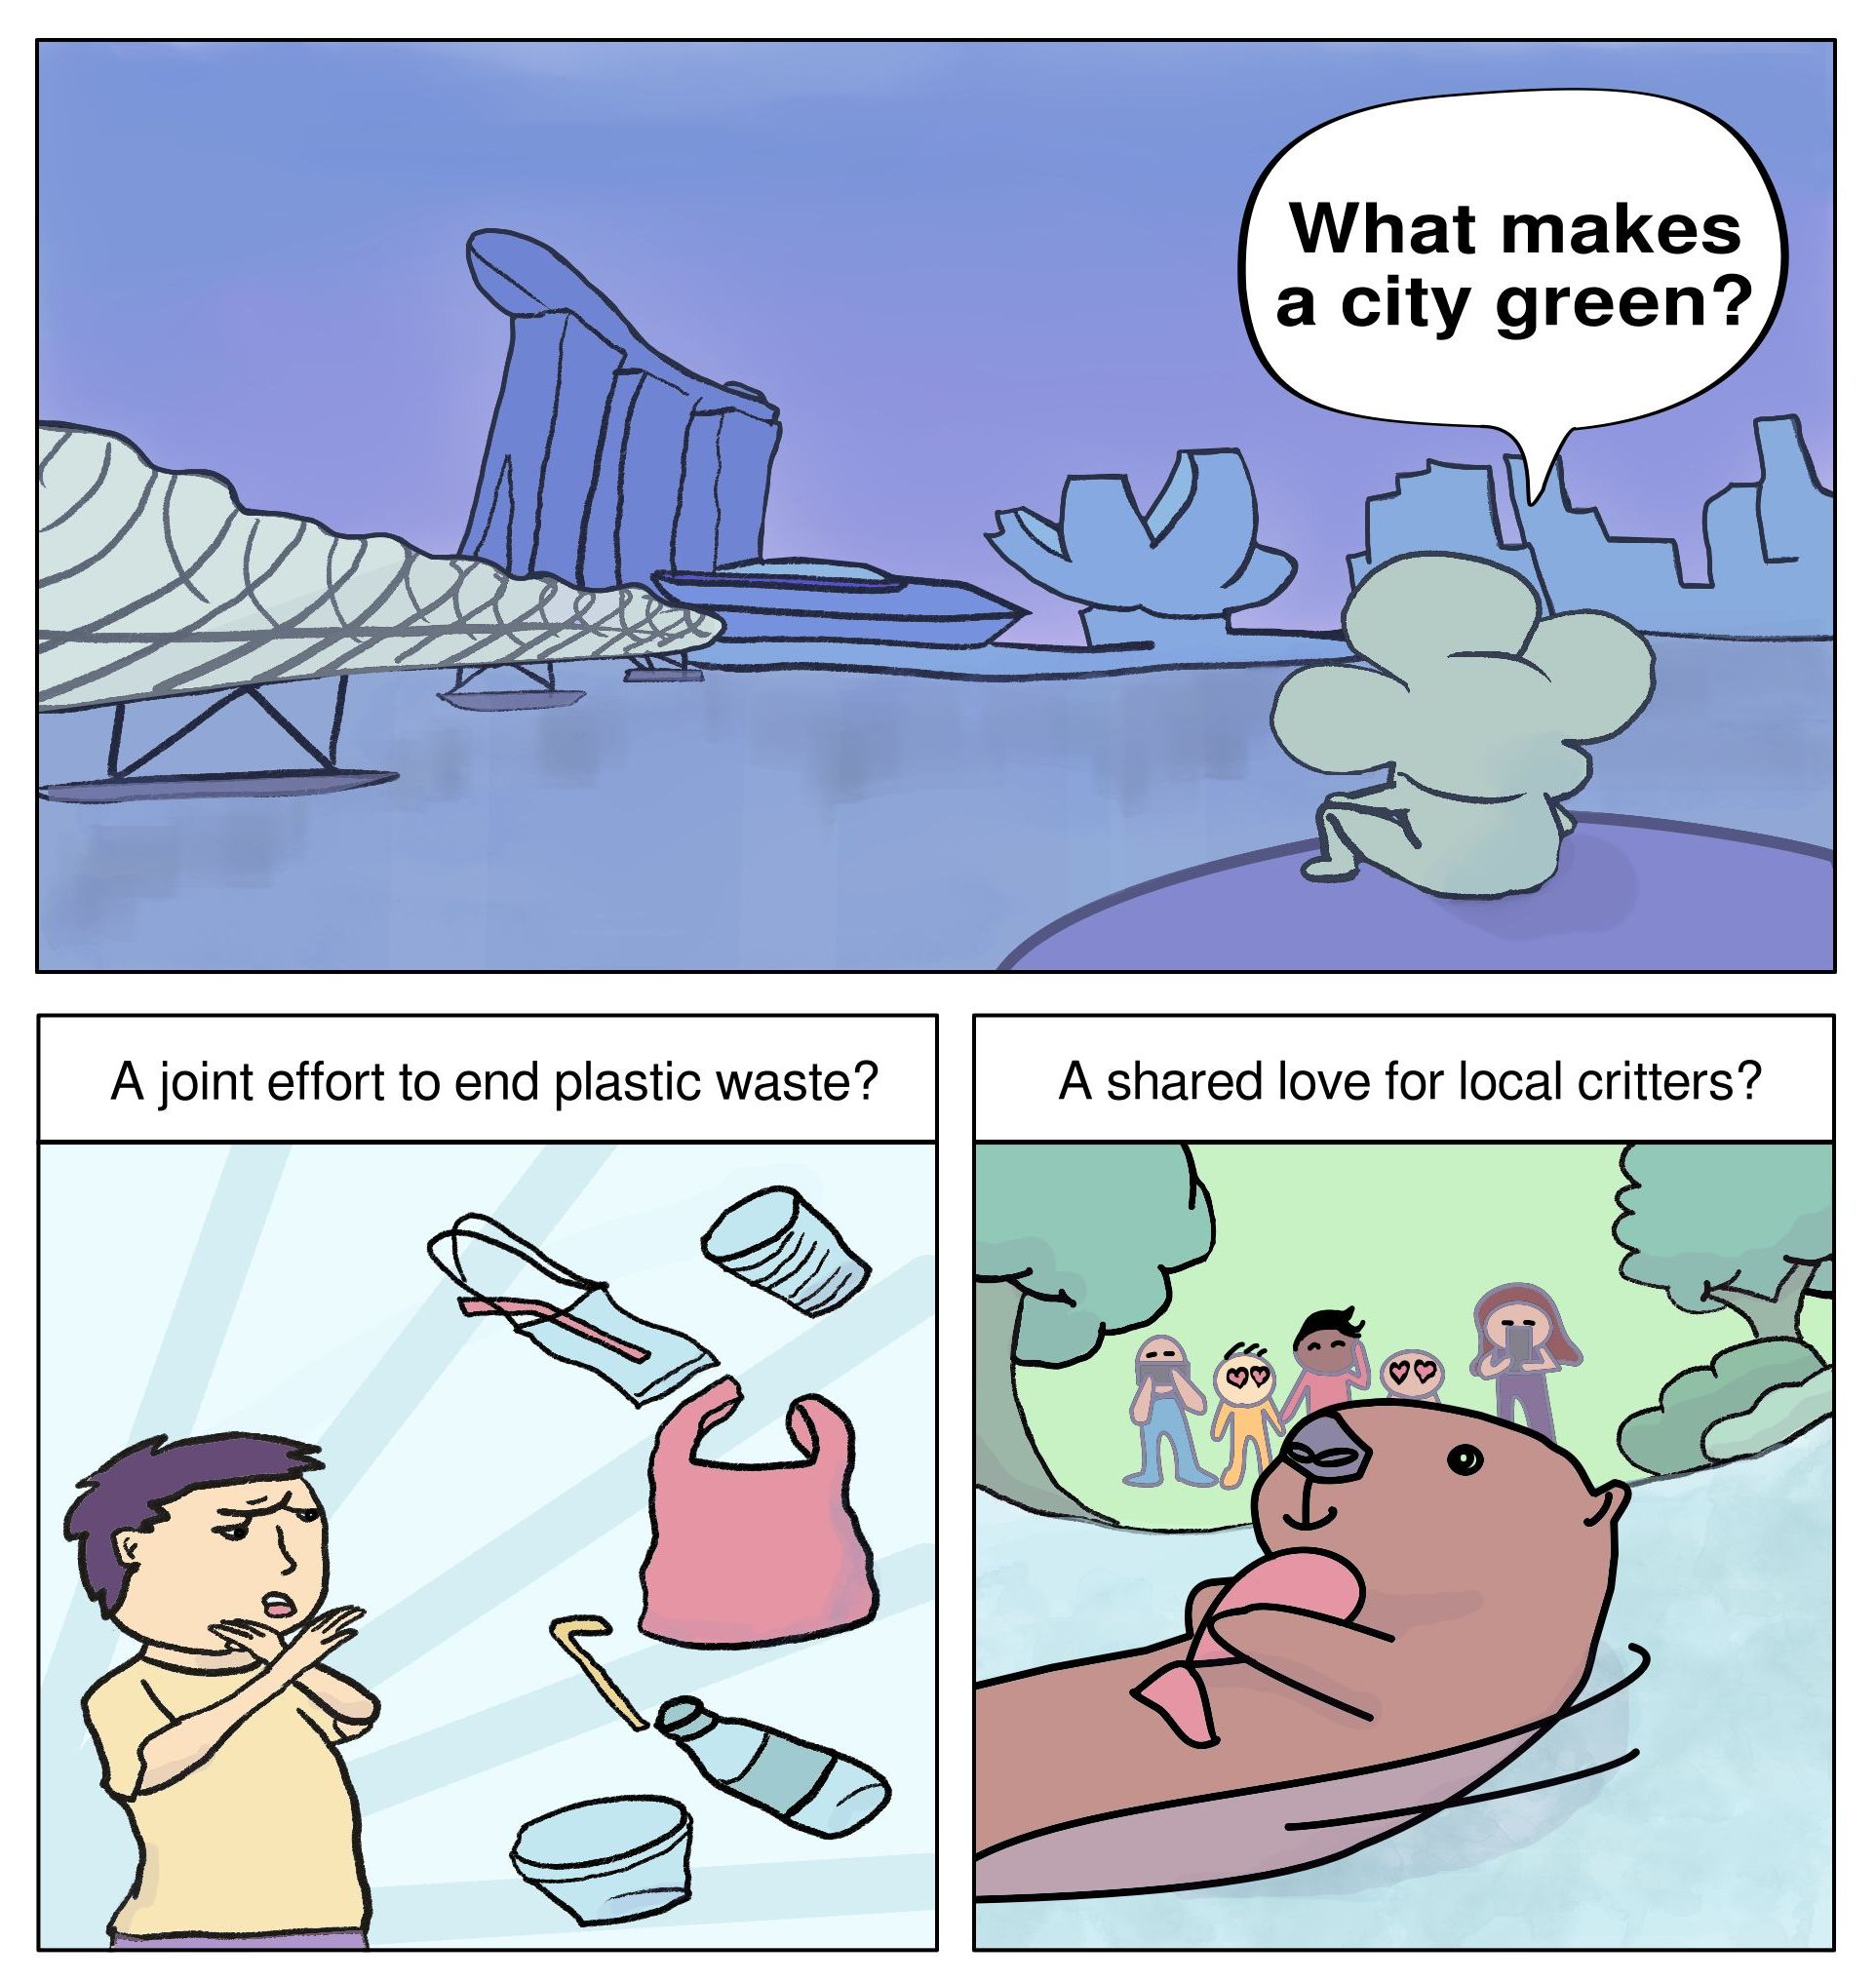 What makes
a city green?
A joint effort to end plastic waste?
A shared love for local critters?